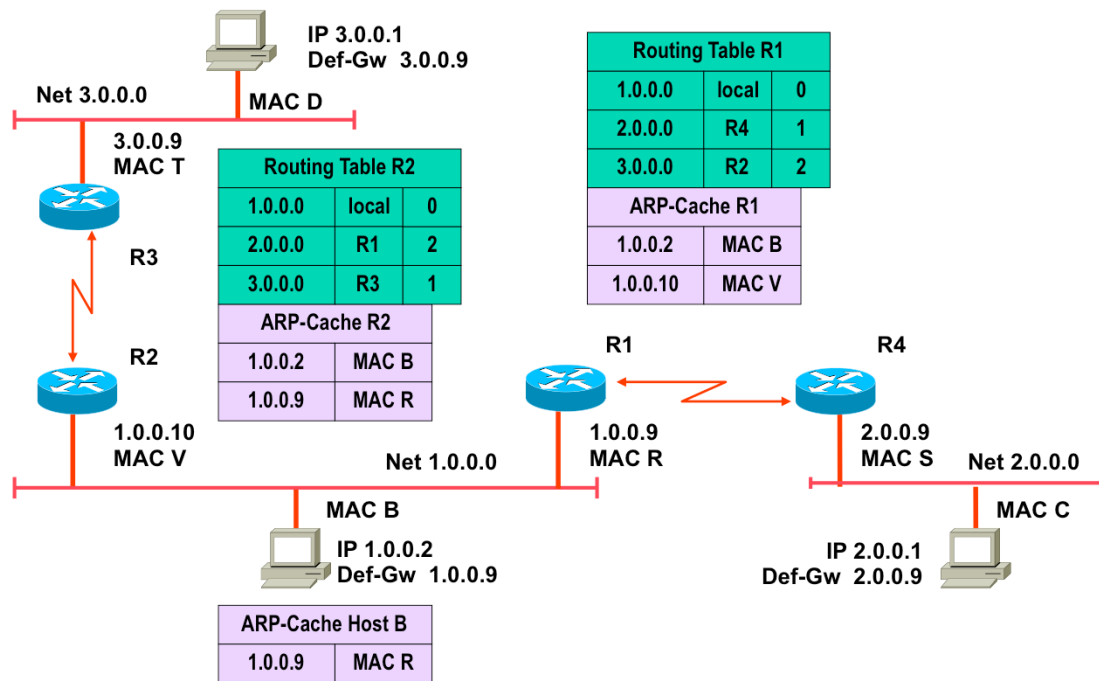 IP 3.0.0.1
Def-Gw 3.0.0.9
Net 3.0.0.0
MAC D
3.0.0.9
MAC T
R3
Routing Table R2
1.0.0.0 local 0
2.0.0.0 R1 2
3.0.0.0 R3 1
ARP-Cache R2
1.0.0.2 MAC B
1.0.0.9 MAC R
Routing Table R1
1.0.0.0 local 0
2.0.0.0 R4 1
3.0.0.0 R2 2
ARP-Cache R1
1.0.0.2 MAC B
1.0.0.10 MAC V
R2
1.0.0.10
MAC V
R1
1.0.0.9
MAC R
R4
2.0.0.9
MAC S
Net 1.0.0.0
Net 2.0.0.0
MAC B
IP 1.0.0.2
Def-Gw 1.0.0.9
MAC C
IP 2.0.0.1
Def-Gw 2.0.0.9
ARP-Cache Host B
1.0.0.9 MAC R